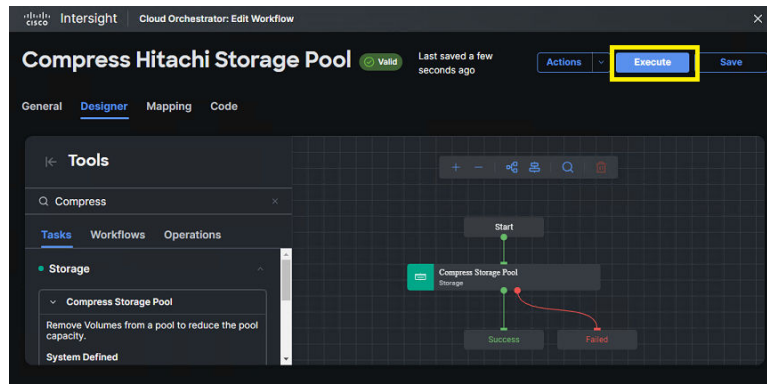 cisco Intersight Cloud Orchestrator: Edit Workflow
Compress Hitachi Storage Pool Valid
Last saved a few
seconds ago
Actions Execute Save
General Designer Mapping Code
Tools
Compress
Tasks Workflows Operations
Storage
Compress Storage Pool
Remove Volumes from a pool to reduce the pool
capacity.
System Defined
Start
Compress Storage Pool
Storage
Success Failed